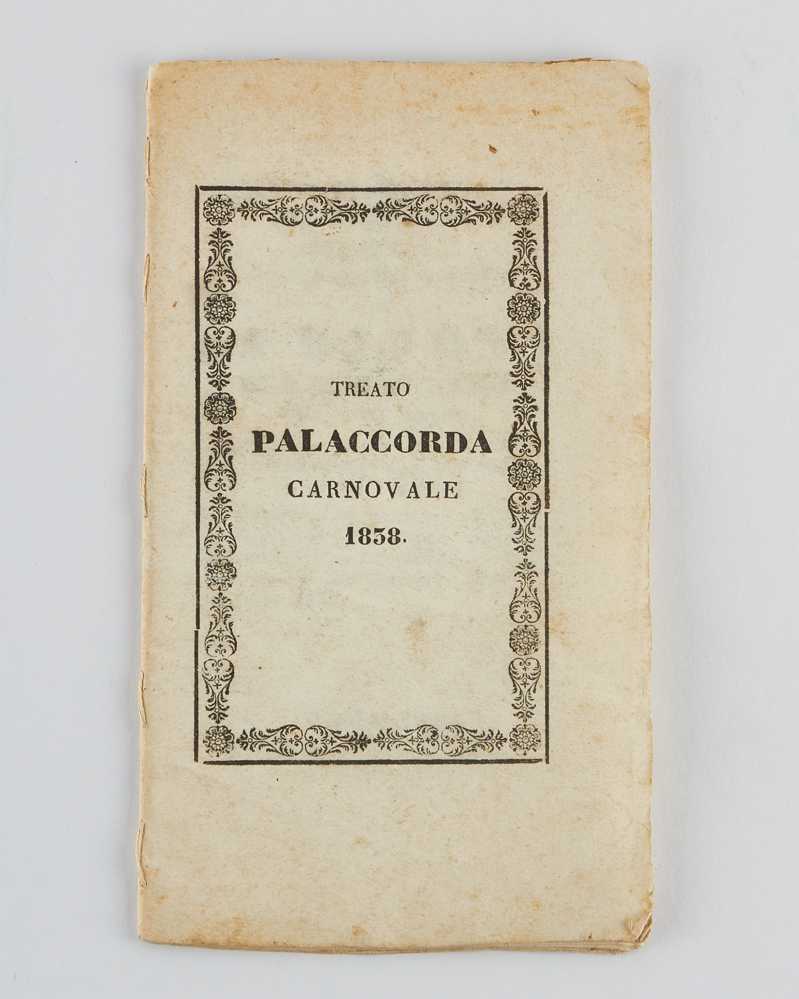 TREATO
PALACCORDA
CARNOVALE
1838.